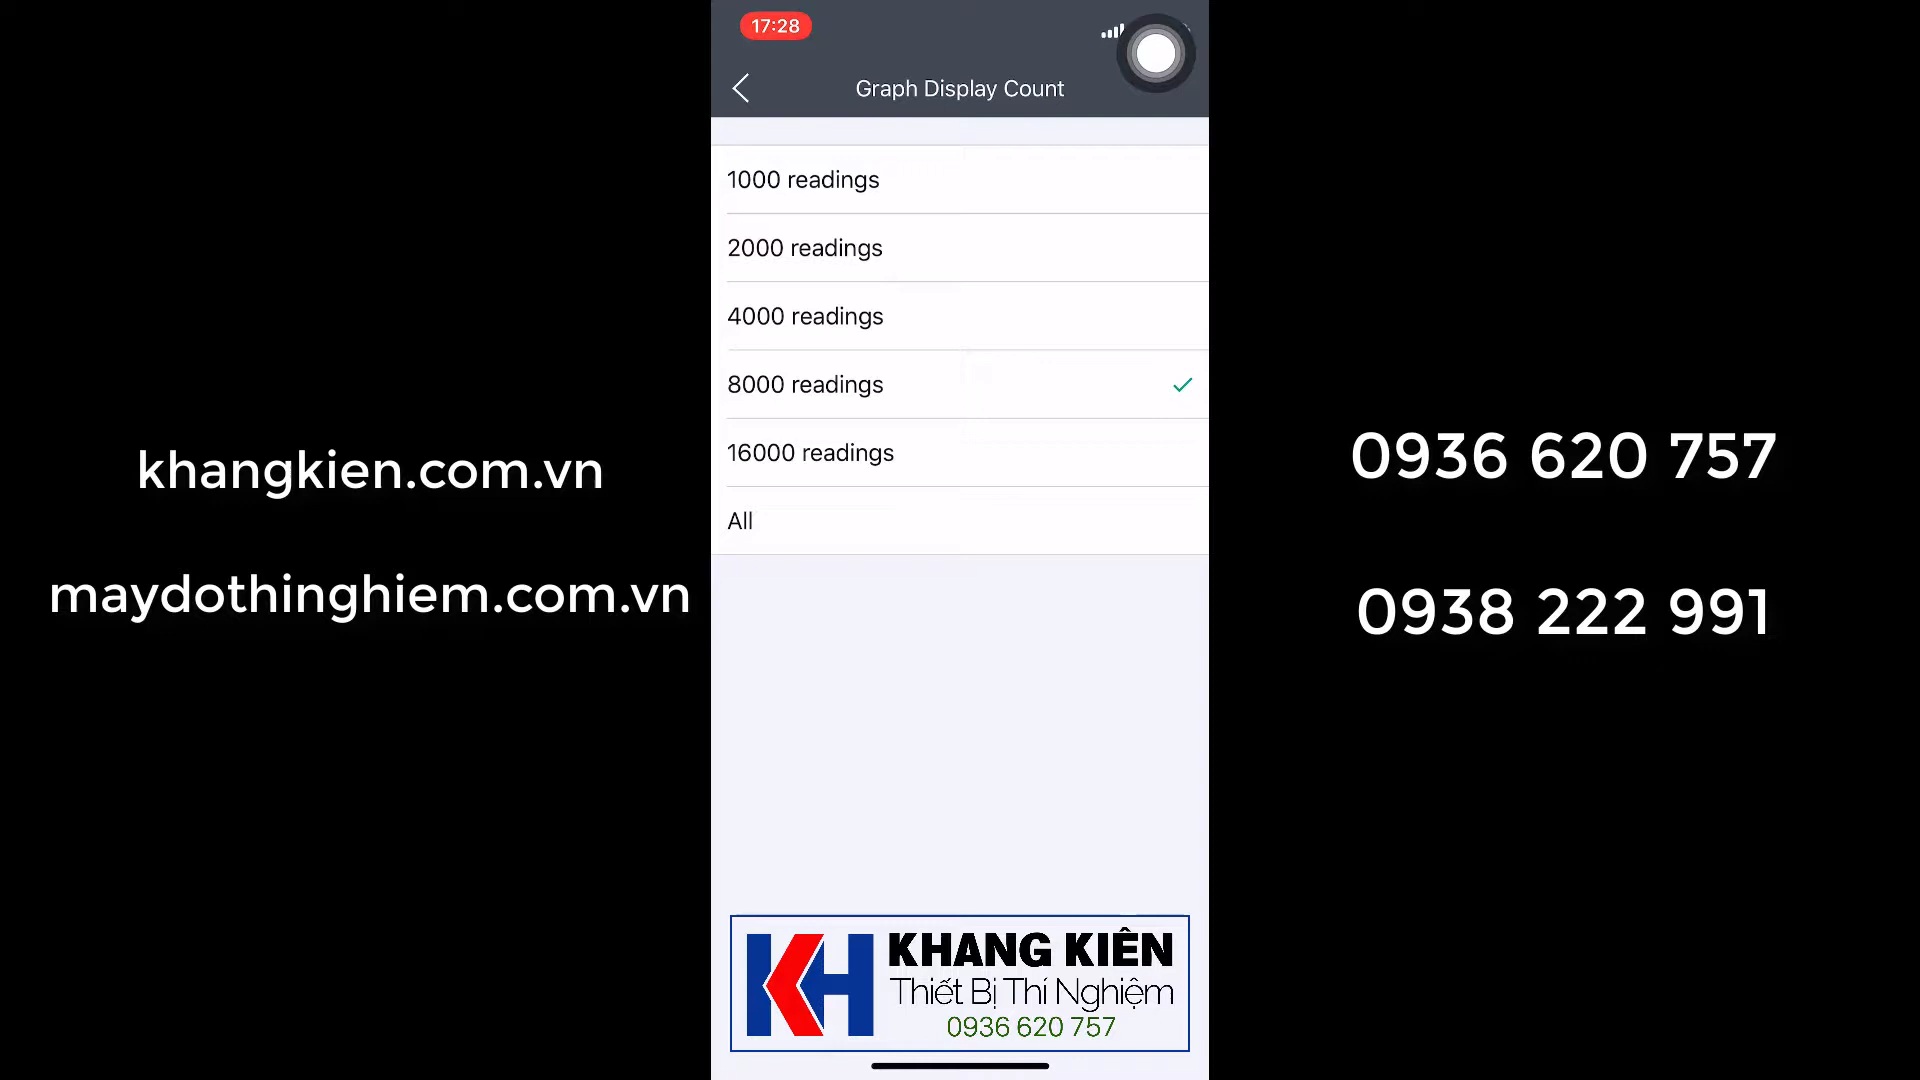 17:28
Graph Display Count
1000 readings
2000 readings
4000 readings
8000 readings
16000 readings
All
khangkien.com.vn
maydothinghiem.com.vn
0936 620 757
0938 222 991
KH KHANG KIÊN
Thiết Bị Thí Nghiệm
0936 620 757